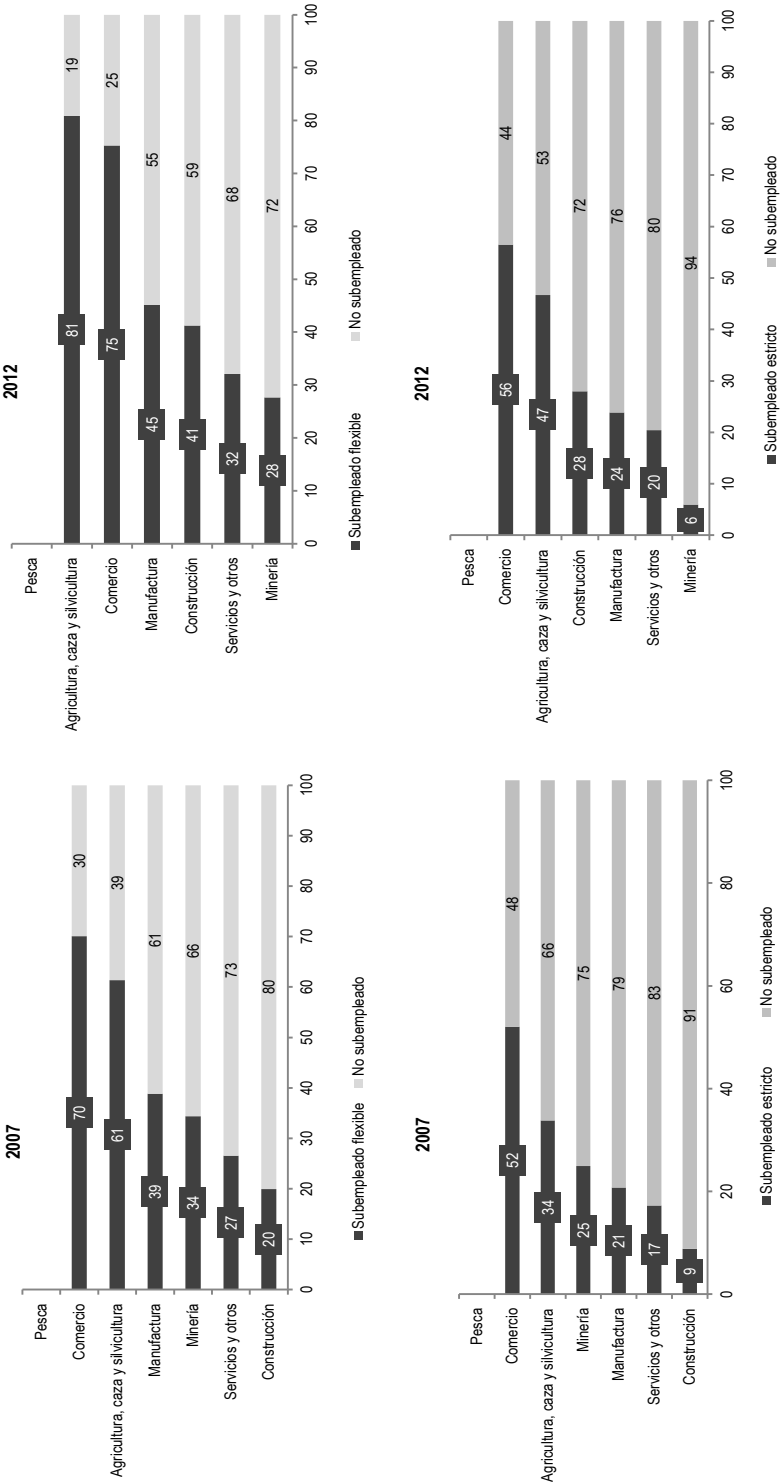 2007
Pesca
Comercio 70 30
Agricultura, caza y silvicultura 61 39
Manufactura 39 61
Minería 34 66
Servicios y otros 27 73
Construcción 20 80
0 10 20 30 40 50 60 70 80 90 100
Subempleado flexible No subempleado
2012
Pesca
Agricultura, caza y silvicultura 81 19
Comercio 75 25
Manufactura 45 55
Construcción 41 59
Servicios y otros 32 68
Minería 28 72
0 10 20 30 40 50 60 70 80 90 100
Subempleado flexible No subempleado
2007
Pesca
Comercio 52 48
Agricultura, caza y silvicultura 34 66
Minería 25 75
Manufactura 21 79
Servicios y otros 17 83
Construcción 9 91
0 20 40 60 80 100
Subempleado estricto No subempleado
2012
Pesca
Comercio 56 44
Agricultura, caza y silvicultura 47 53
Construcción 28 72
Manufactura 24 76
Servicios y otros 20 80
Minería 6 94
0 10 20 30 40 50 60 70 80 90 100
Subempleado estricto No subempleado